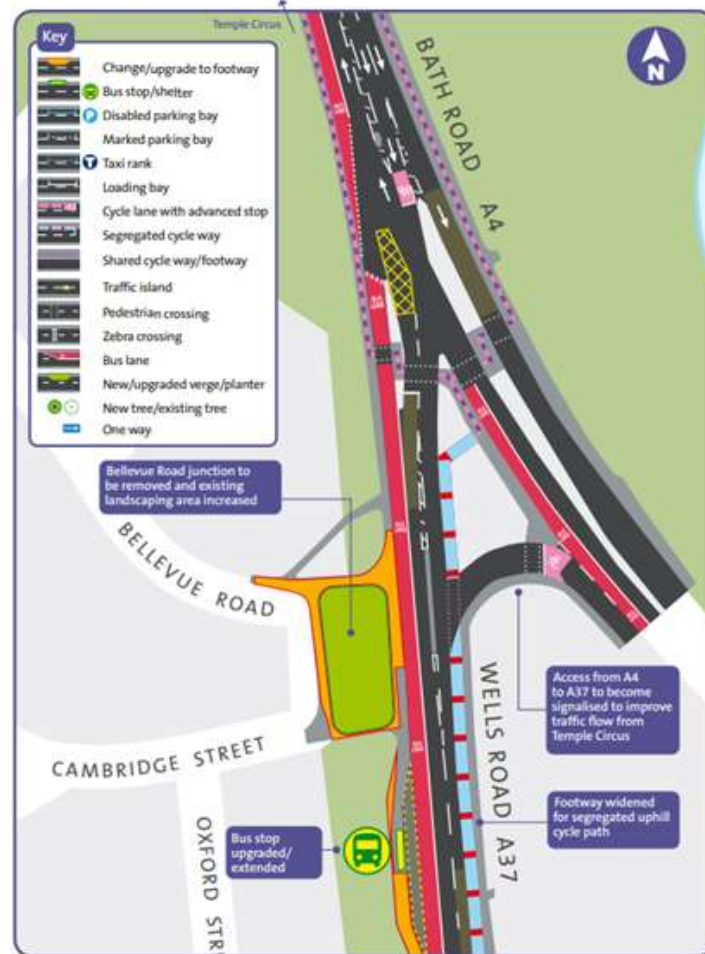 Temple Circus
Key
Change/upgrade to footway
Bus stop/shelter
Disabled parking bay
Marked parking bay
Taxi rank
Loading bay
Cycle lane with advanced stop
Segregated cycle way
Shared cycle way/footway
Traffic island
Pedestrian crossing
Zebra crossing
Bus lane
New/upgraded verge/planter
New tree/existing tree
One way
N
BATH ROAD A4
Bellevue Road junction to
be removed and existing
landscaping area increased
BELLEVUE ROAD
Access from A4
to A37 to become
signalised to improve
traffic flow from
Temple Circus
CAMBRIDGE STREET
WELLS ROAD A37
Footway widened
for segregated uphill
cycle path
Bus stop
upgraded/
extended
OXFORD STR